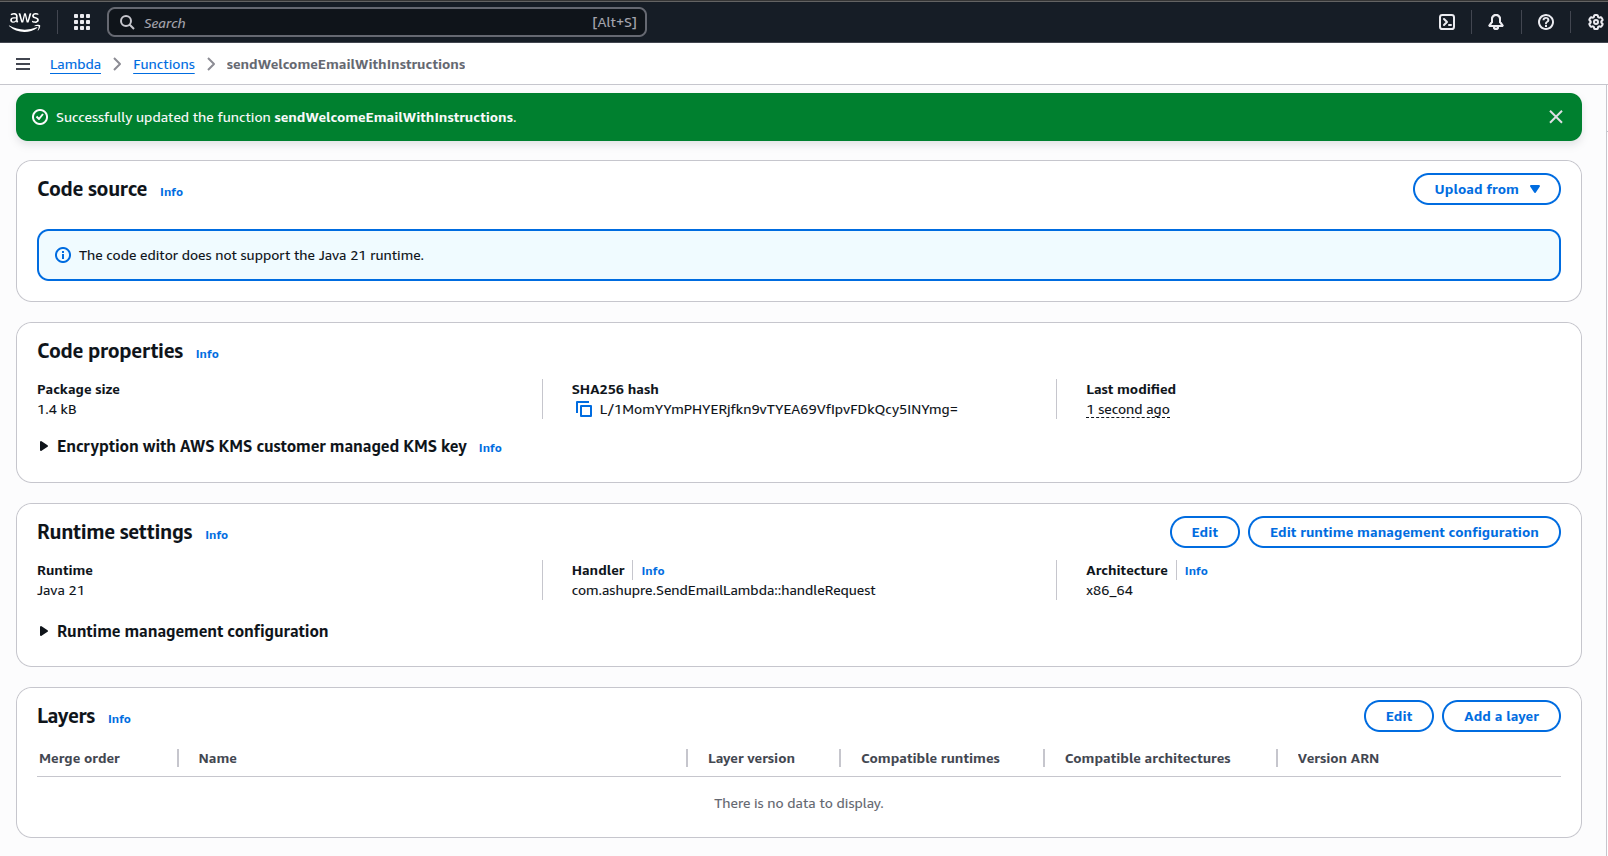 aws
Search [Alt+S]
Lambda > Functions > sendWelcomeEmailWithInstructions
Successfully updated the function sendWelcomeEmailWithInstructions.
Code source Info
Upload from
The code editor does not support the Java 21 runtime.
Code properties Info
Package size SHA256 hash Last modified
1.4 kB L/1MomYYmPHYERjfkn9vTYEA69VfIpvFDkQcy5INYmg= 1 second ago
Encryption with AWS KMS customer managed KMS key Info
Runtime settings Info
Edit Edit runtime management configuration
Runtime Handler Info Architecture Info
Java 21 com.ashupre.SendEmailLambda::handleRequest x86_64
Runtime management configuration
Layers Info
Edit Add a layer
Merge order Name Layer version Compatible runtimes Compatible architectures Version ARN
There is no data to display.